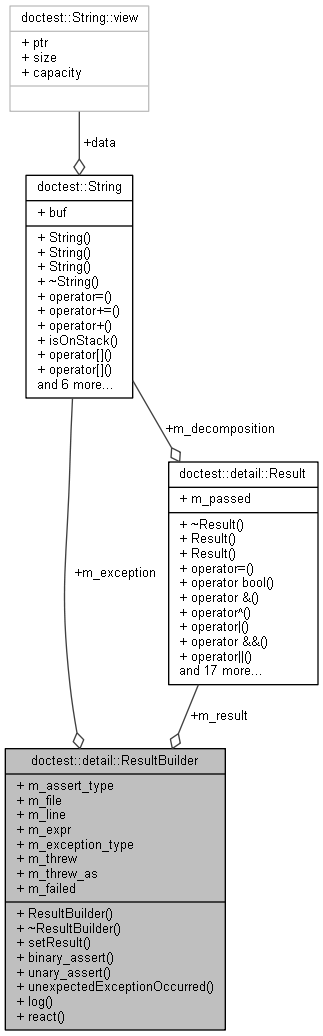 doctest::String::view
+ ptr
+ size
+ capacity
+data
doctest::String
+ buf
+ String()
+ String()
+ String()
+ ~String()
+ operator=()
+ operator+=()
+ operator+()
+ isOnStack()
+ operator[]()
+ operator[]()
and 6 more...
+m_decomposition
doctest::detail::Result
+ m_passed
+ ~Result()
+ Result()
+ Result()
+ operator=()
+ operator bool()
+ operator &()
+ operator^()
+ operator|()
+ operator &&()
+ operator||()
and 17 more...
+m_exception
+m_result
doctest::detail::ResultBuilder
+ m_assert_type
+ m_file
+ m_line
+ m_expr
+ m_exception_type
+ m_threw
+ m_threw_as
+ m_failed
+ ResultBuilder()
+ ~ResultBuilder()
+ setResult()
+ binary_assert()
+ unary_assert()
+ unexpectedExceptionOccurred()
+ log()
+ react()